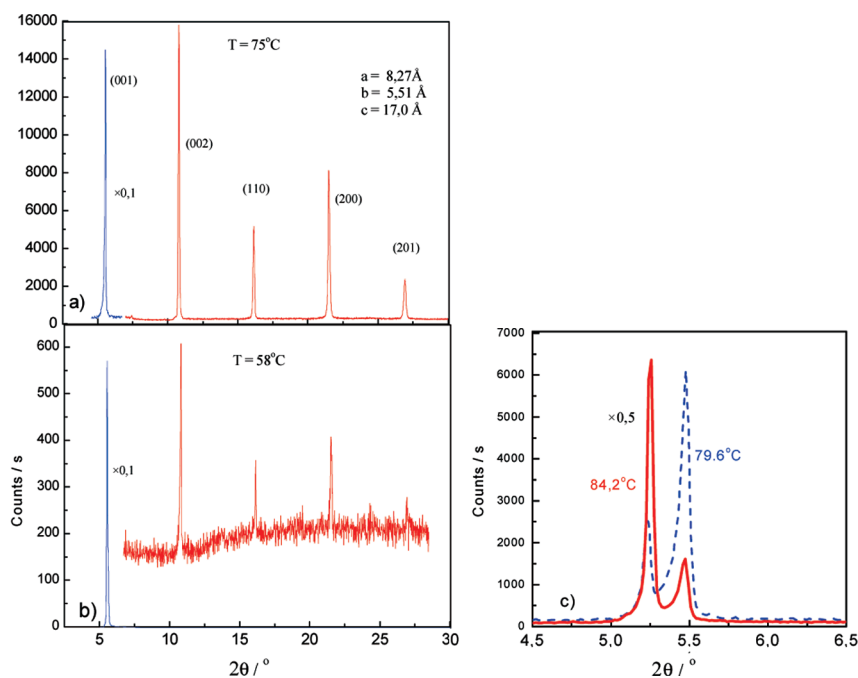 16000
14000
12000
10000
8000
6000
4000
2000
0
T = 75°C
a = 8,27Å
b = 5,51 Å
c = 17,0 Å
(001)
(002)
×0,1
(110)
(200)
(201)
a)
600
500
400
300
200
100
0
Counts / s
T = 58°C
×0,1
b)
5 10 15 20 25 30
2θ / °
7000
6000
5000
4000
3000
2000
1000
0
Counts / s
×0,5
79.6°C
84,2°C
c)
4.5 5.0 5.5 6.0 6.5
2θ / °